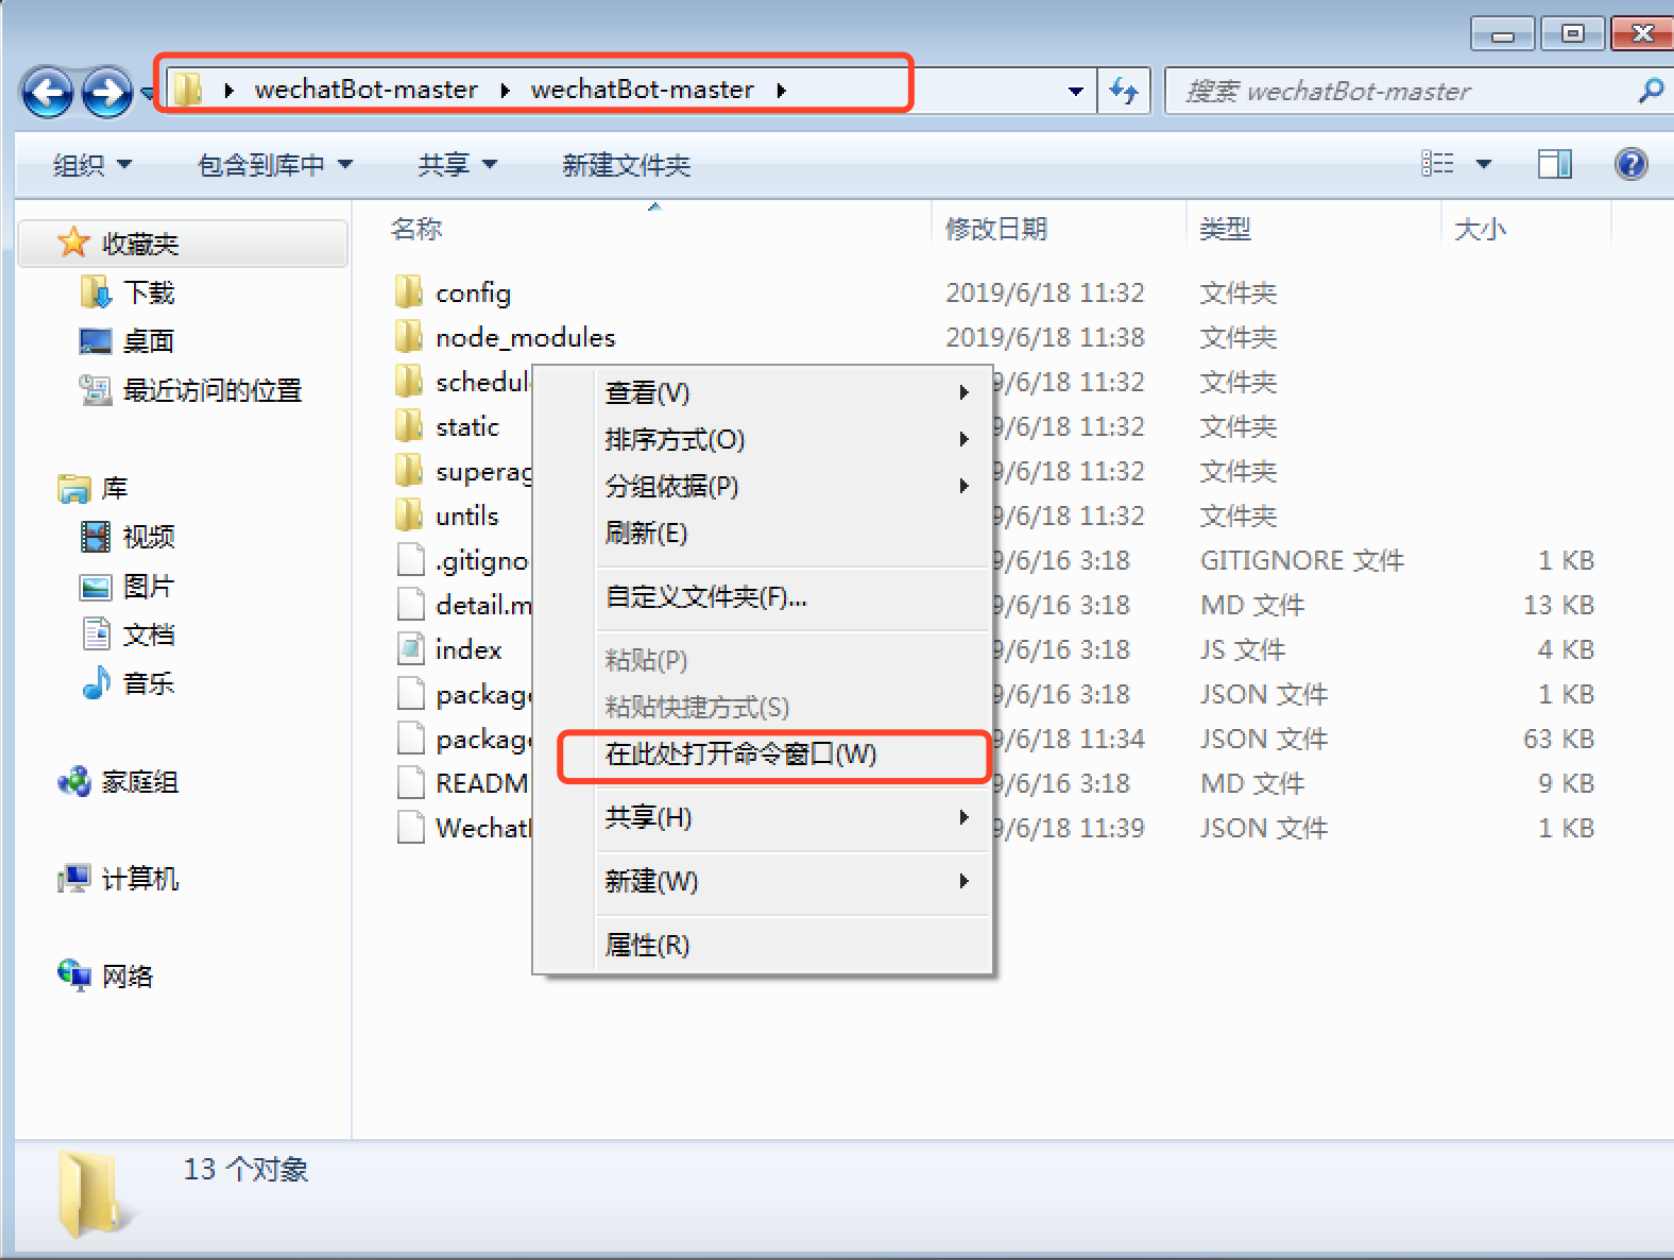 wechatBot-master ▸ wechatBot-master ▸
搜索 wechatBot-master
组织 包含到库中 共享 新建文件夹
名称 修改日期 类型 大小
收藏夹
下载
桌面
最近访问的位置
库
视频
图片
文档
音乐
家庭组
计算机
网络
config 2019/6/18 11:32 文件夹
node_modules 2019/6/18 11:38 文件夹
schedul 9/6/18 11:32 文件夹
static 9/6/18 11:32 文件夹
superag 9/6/18 11:32 文件夹
untils 9/6/18 11:32 文件夹
.gitigno 9/6/16 3:18 GITIGNORE 文件 1 KB
detail.m 9/6/16 3:18 MD 文件 13 KB
index 9/6/16 3:18 JS 文件 4 KB
package 9/6/16 3:18 JSON 文件 1 KB
package 9/6/18 11:34 JSON 文件 63 KB
READM 9/6/16 3:18 MD 文件 9 KB
Wechat 9/6/18 11:39 JSON 文件 1 KB
查看(V)
排序方式(O)
分组依据(P)
刷新(E)
自定义文件夹(F)...
粘贴(P)
粘贴快捷方式(S)
在此处打开命令窗口(W)
共享(H)
新建(W)
属性(R)
13 个对象